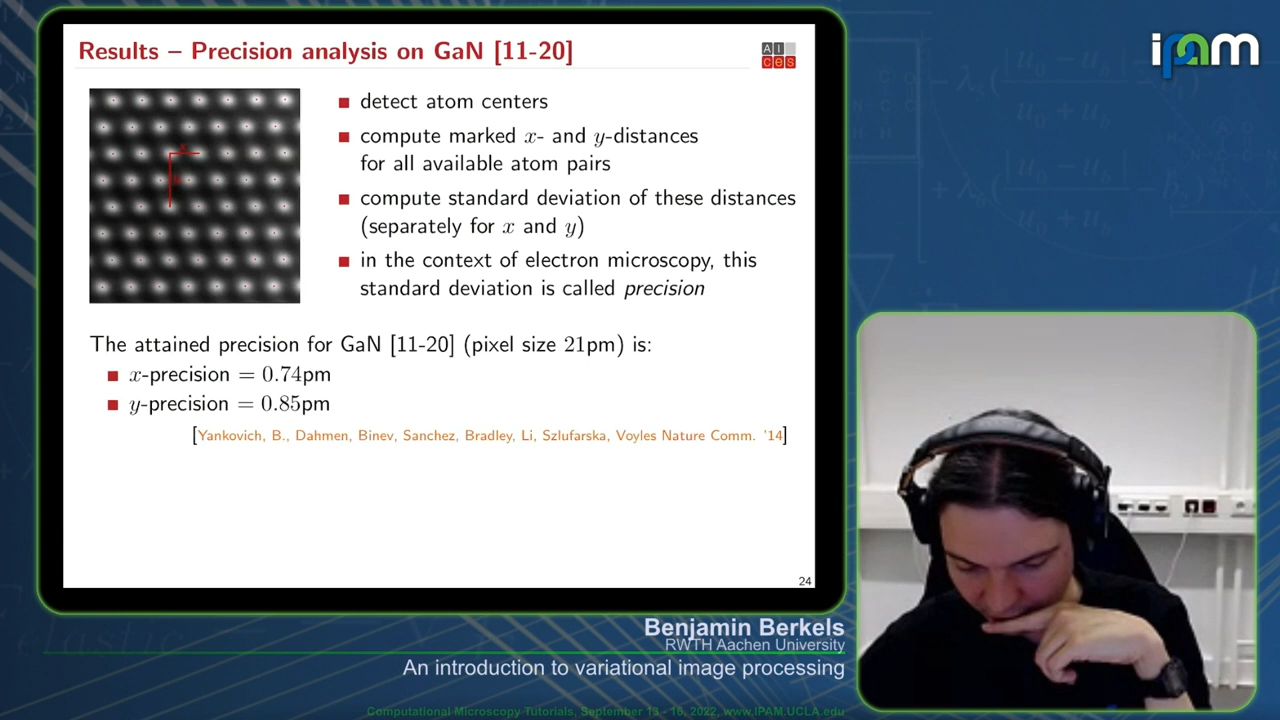 Results – Precision analysis on GaN [11-20]
AI
ces
ipam
■ detect atom centers
■ compute marked x- and y-distances
for all available atom pairs
■ compute standard deviation of these distances
(separately for x and y)
■ in the context of electron microscopy, this
standard deviation is called precision
The attained precision for GaN [11-20] (pixel size 21pm) is:
■ x-precision = 0.74pm
■ y-precision = 0.85pm
[Yankovich, B., Dahmen, Binev, Sanchez, Bradley, Li, Szlufarska, Voyles Nature Comm. '14]
24
Benjamin Berkels
RWTH Aachen University
An introduction to variational image processing
Computational Microscopy Tutorials, September 13 - 16, 2022, www.IPAM.UCLA.edu